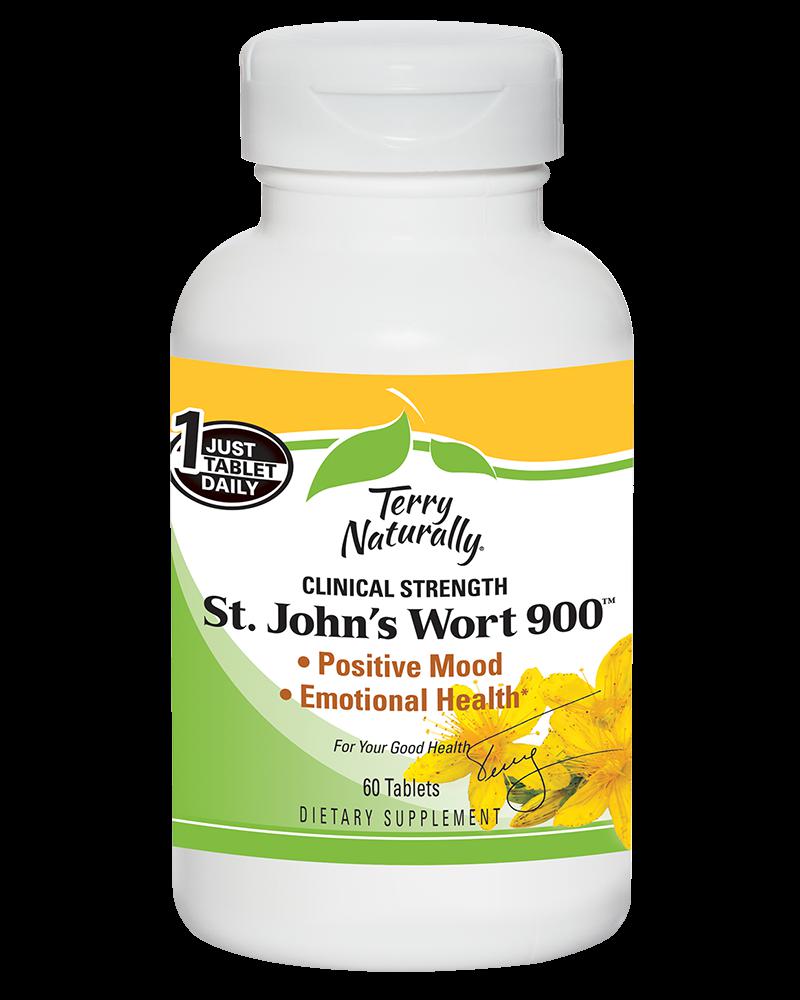 1 JUST
TABLET
DAILY
Terry
Naturally®
CLINICAL STRENGTH
St. John's Wort 900™
• Positive Mood
• Emotional Health*
For Your Good Health,
Terry
60 Tablets
DIETARY SUPPLEMENT